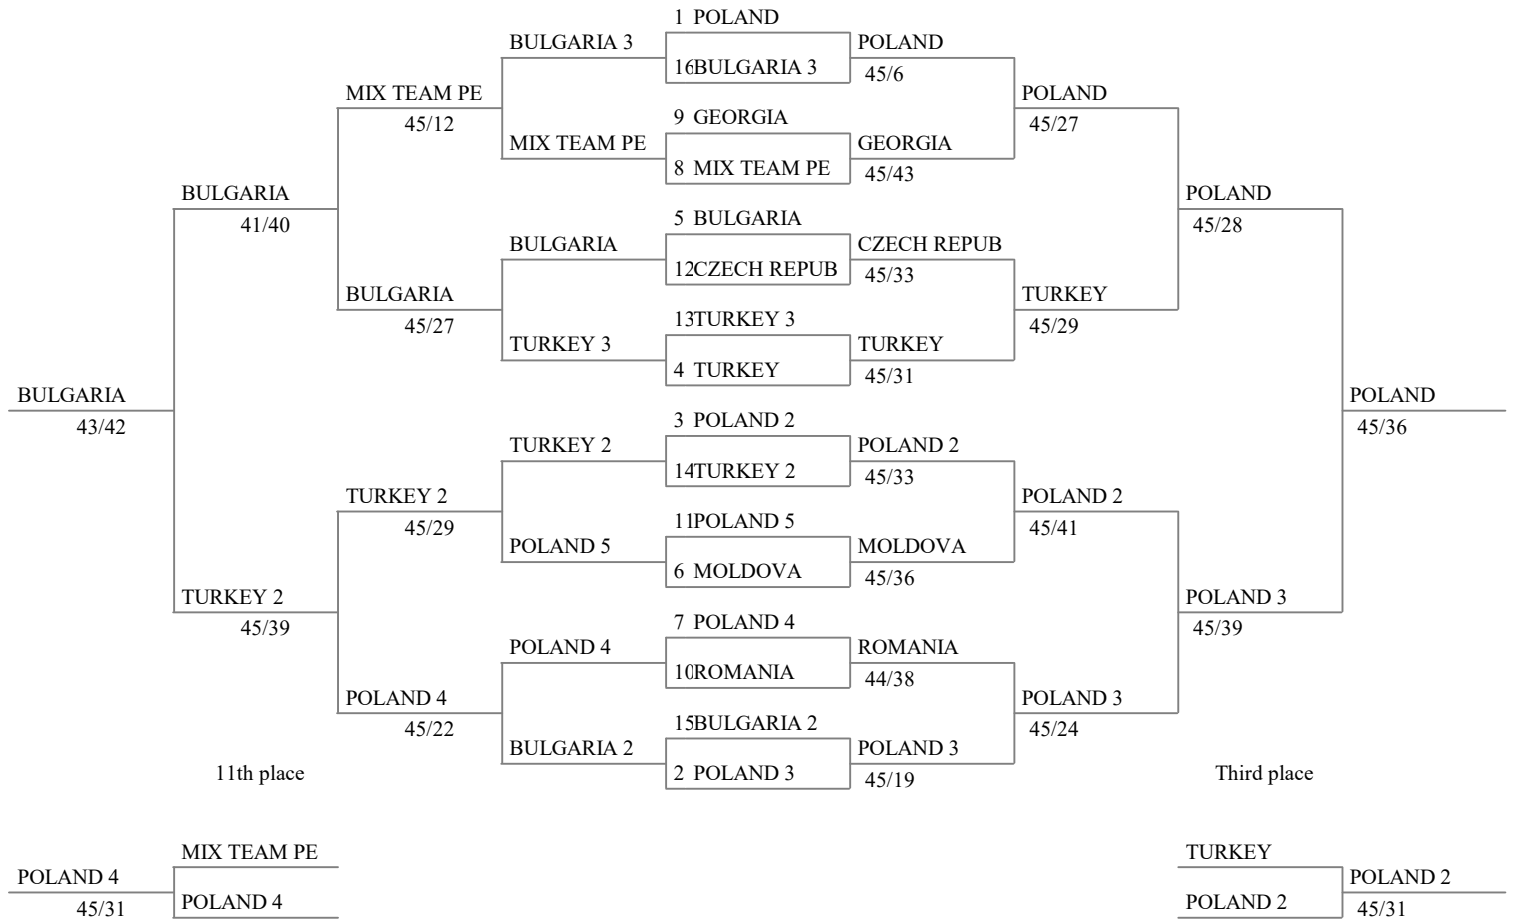 1 POLAND
BULGARIA 3
POLAND
16BULGARIA 3
45/6
MIX TEAM PE
POLAND
45/12
9 GEORGIA
45/27
MIX TEAM PE
GEORGIA
8 MIX TEAM PE
45/43
BULGARIA
POLAND
41/40
5 BULGARIA
45/28
BULGARIA
CZECH REPUB
12CZECH REPUB
45/33
BULGARIA
TURKEY
45/27
13TURKEY 3
45/29
TURKEY 3
TURKEY
4 TURKEY
45/31
BULGARIA
POLAND
43/42
3 POLAND 2
45/36
TURKEY 2
POLAND 2
14TURKEY 2
45/33
TURKEY 2
POLAND 2
45/29
11POLAND 5
45/41
POLAND 5
MOLDOVA
6 MOLDOVA
45/36
TURKEY 2
POLAND 3
45/39
7 POLAND 4
45/39
POLAND 4
ROMANIA
10ROMANIA
44/38
POLAND 4
POLAND 3
45/22
15BULGARIA 2
45/24
BULGARIA 2
POLAND 3
11th place
2 POLAND 3
45/19
Third place
MIX TEAM PE
TURKEY
POLAND 4
POLAND 2
45/31
POLAND 4
POLAND 2
45/31